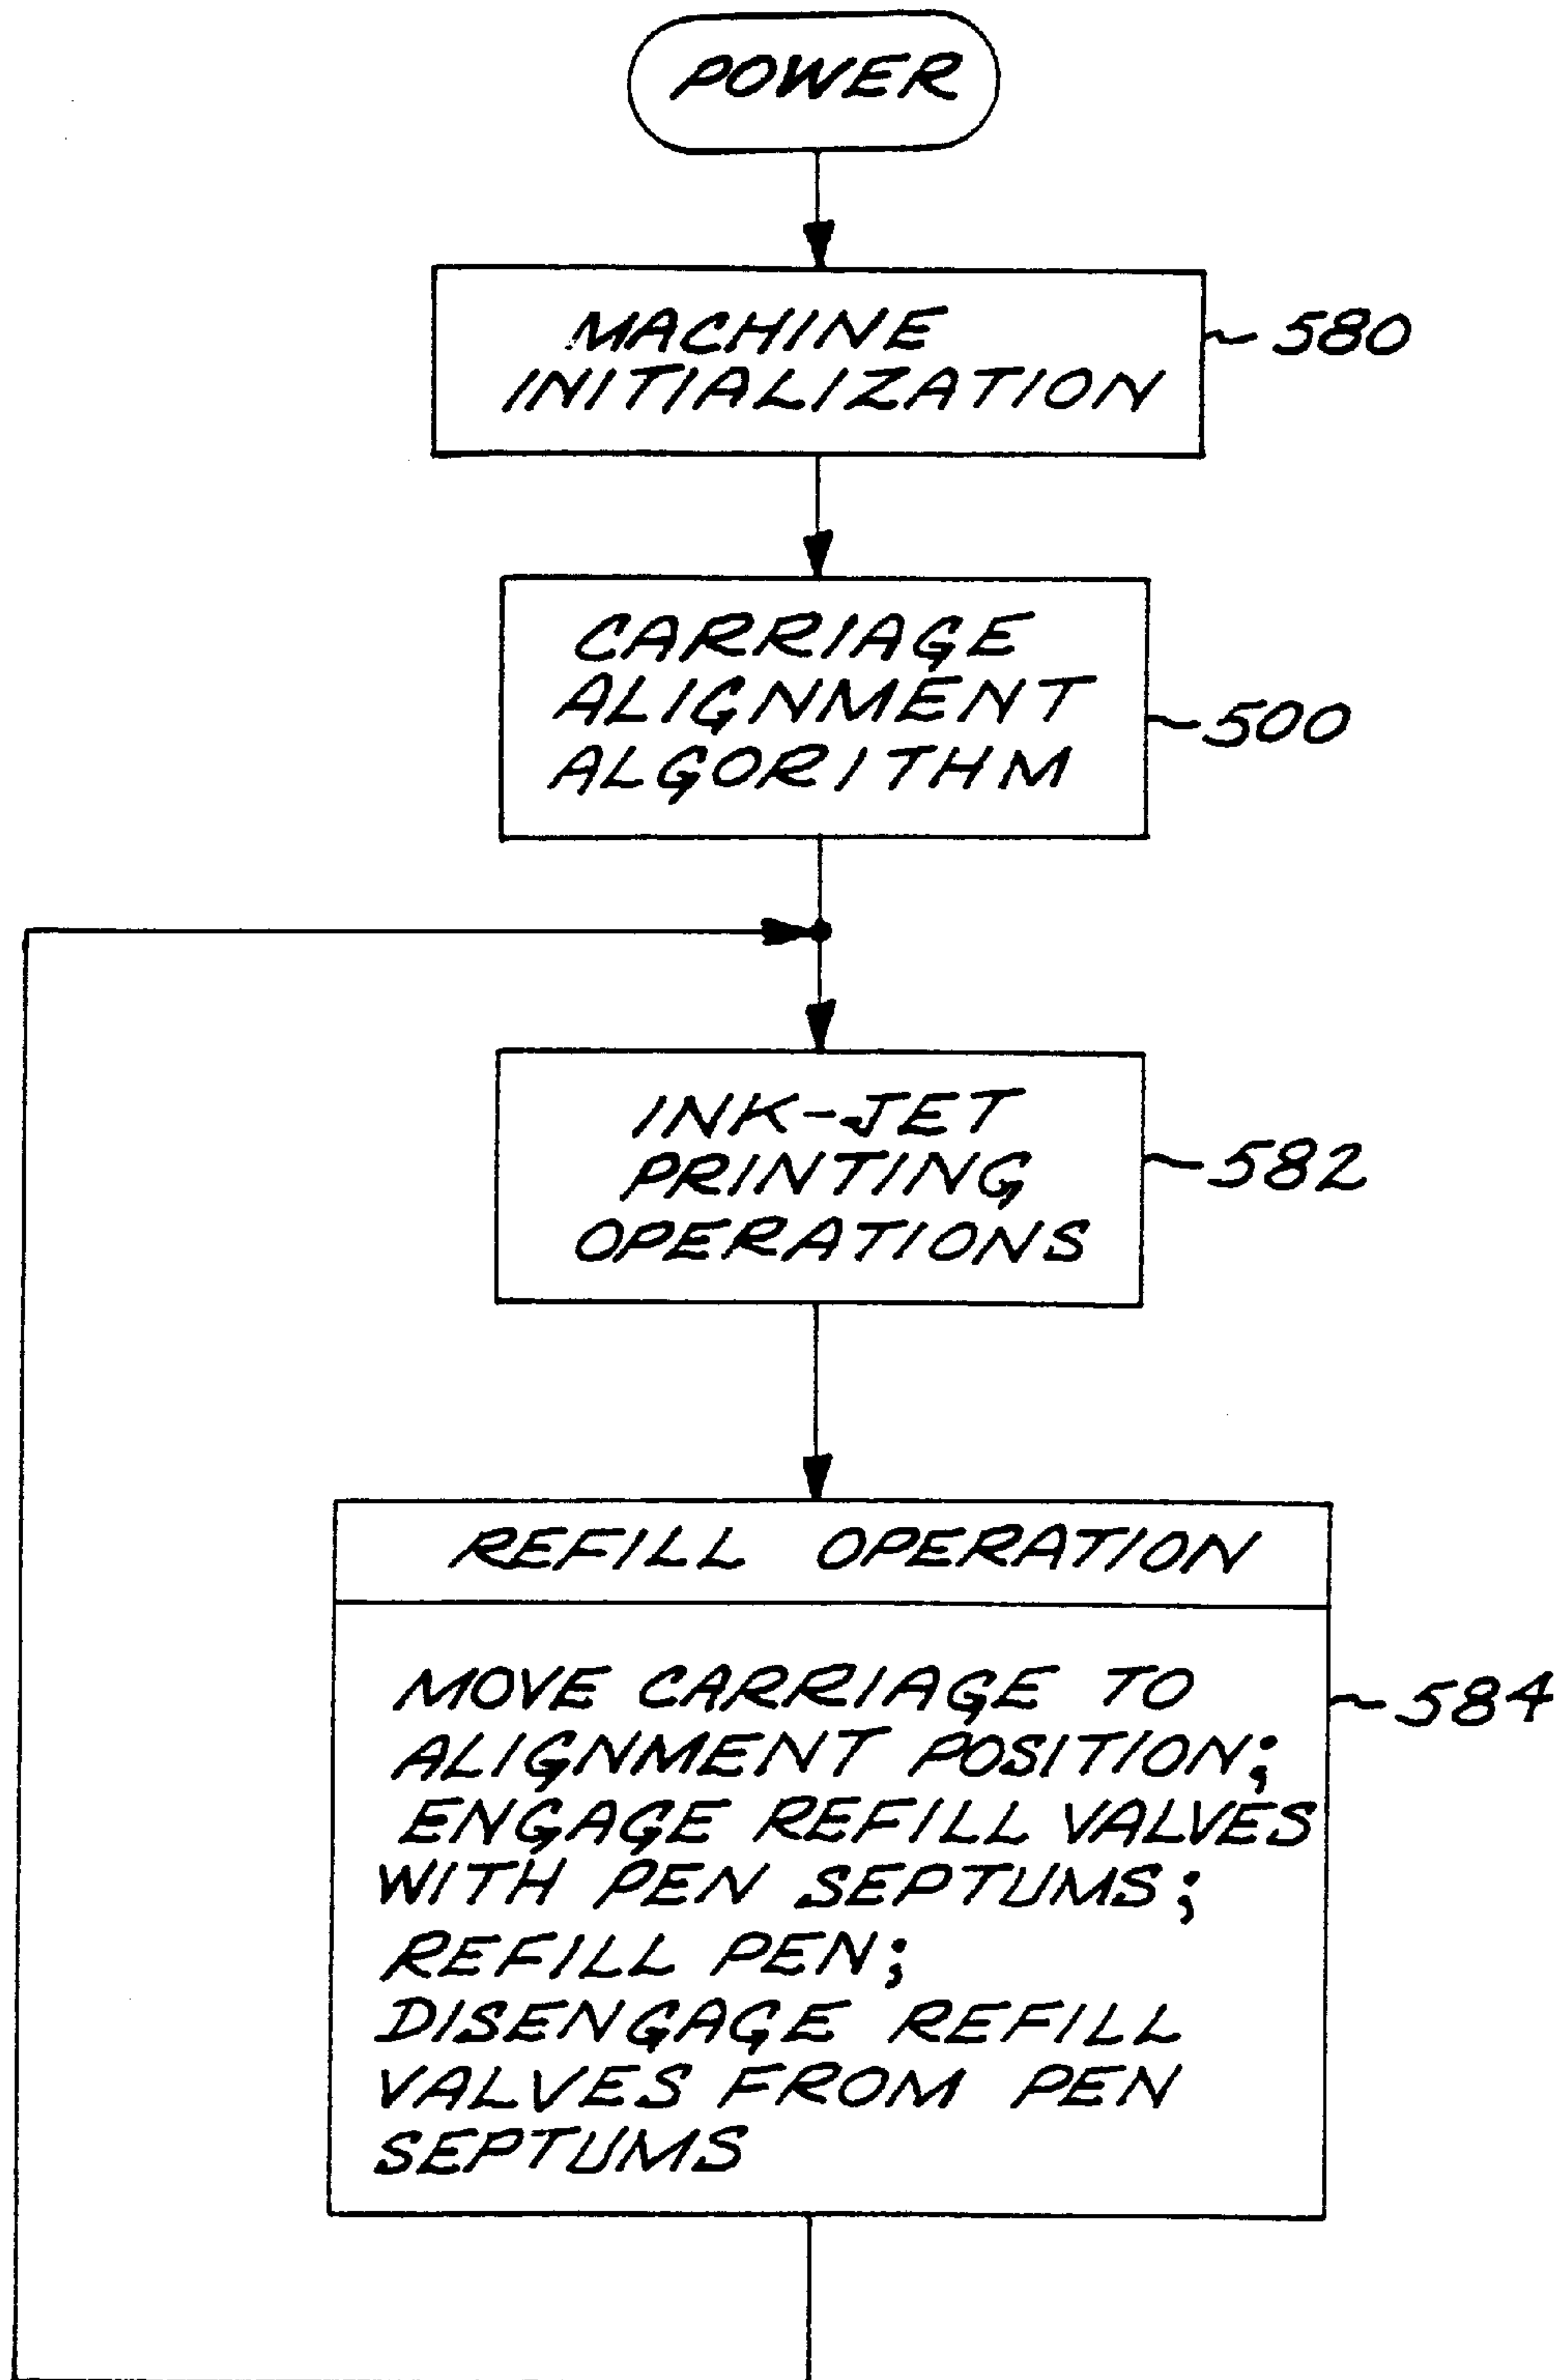 POWER
MACHINE
INITIALIZATION
580
CARRIAGE
ALIGNMENT
ALGORITHM
500
INK-JET
PRINTING
OPERATIONS
582
REFILL OPERATION
MOVE CARRIAGE TO
ALIGNMENT POSITION;
ENGAGE REFILL VALVES
WITH PEN SEPTUMS;
REFILL PEN;
DISENGAGE REFILL
VALVES FROM PEN
SEPTUMS
584